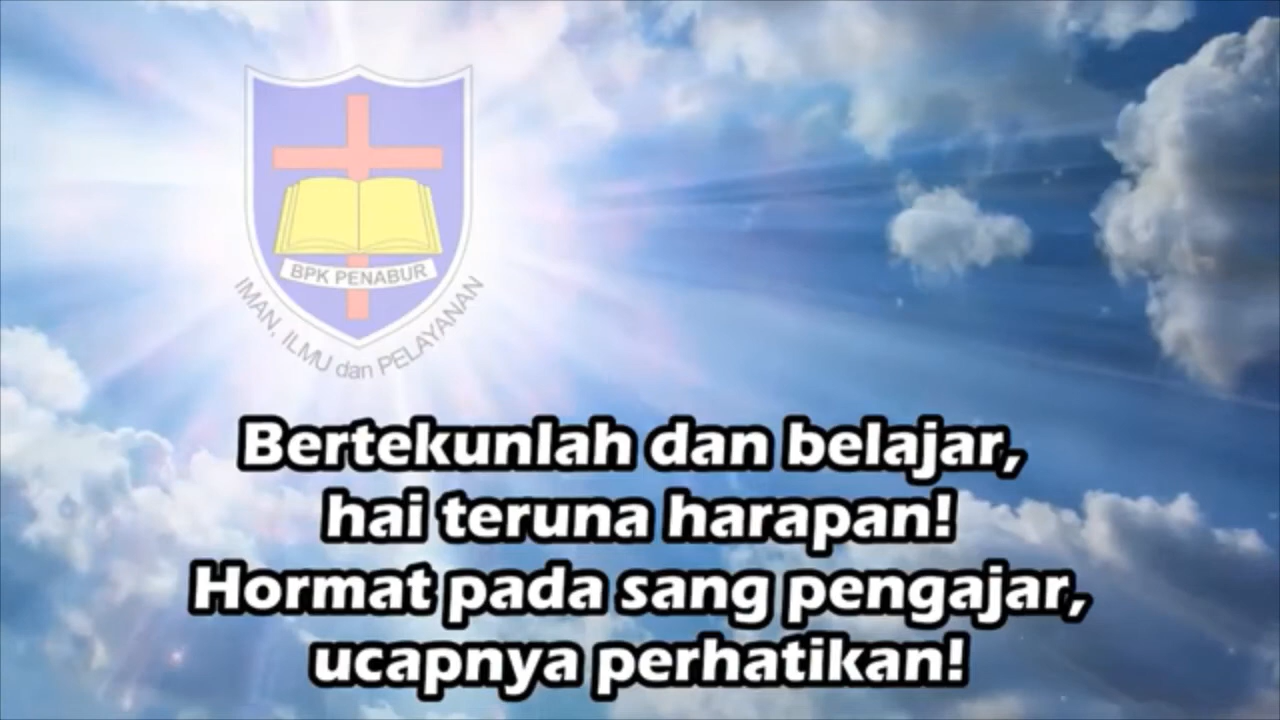 BPK PENABUR
IMAN, ILMU dan PELAYANAN
Bertekunlah dan belajar,
hai teruna harapan!
Hormat pada sang pengajar,
ucapnya perhatikan!